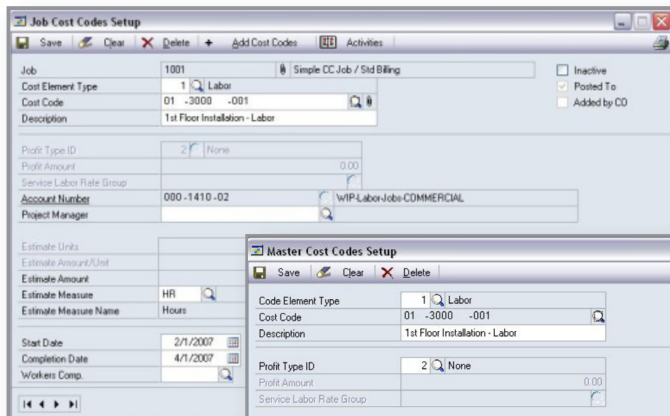 Job Cost Codes Setup
Save Clear Delete + Add Cost Codes Activities
Job 1001 Simple CC Job / Std Billing Inactive
Cost Element Type 1 Labor Posted To
Cost Code 01 -3000 -001 Added by CO
Description 1st Floor Installation - Labor
Profit Type ID 2 None
Profit Amount 0.00
Service Labor Rate Group
Account Number 000 -1410 -02 WIP-Labor-Jobs-COMMERCIAL
Project Manager
Estimate Units
Estimate Amount/Unit
Estimate Amount
Estimate Measure HR
Estimate Measure Name Hours
Start Date 2/1/2007
Completion Date 4/1/2007
Workers Comp.
Master Cost Codes Setup
Save Clear Delete
Code Element Type 1 Labor
Cost Code 01 -3000 -001
Description 1st Floor Installation - Labor
Profit Type ID 2 None
Profit Amount 0.00
Service Labor Rate Group